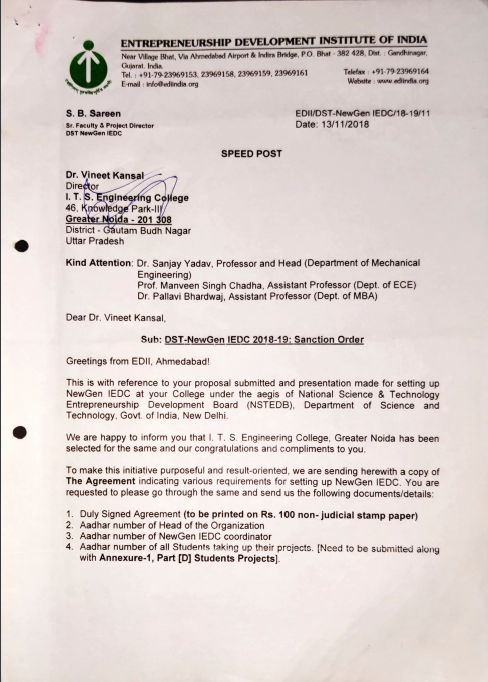 ENTREPRENEURSHIP DEVELOPMENT INSTITUTE OF INDIA
Near Village Bhat, Via Ahmedabad Airport & Indira Bridge, P.O. Bhat - 382 428, Dist. : Gandhinagar,
Gujarat. India.
Tel. : +91-79-23969153, 23969158, 23969159, 23969161 Telefax : +91-79-23969164
E-mail : info@ediindia.org Website : www.ediindia.org
S. B. Sareen EDII/DST-NewGen IEDC/18-19/11
Sr. Faculty & Project Director Date: 13/11/2018
DST NewGen IEDC
SPEED POST
Dr. Vineet Kansal
Director
I. T. S. Engineering College
46, Knowledge Park-III
Greater Noida - 201 308
District - Gautam Budh Nagar
Uttar Pradesh
Kind Attention: Dr. Sanjay Yadav, Professor and Head (Department of Mechanical
Engineering)
Prof. Manveen Singh Chadha, Assistant Professor (Dept. of ECE)
Dr. Pallavi Bhardwaj, Assistant Professor (Dept. of MBA)
Dear Dr. Vineet Kansal,
Sub: DST-NewGen IEDC 2018-19: Sanction Order
Greetings from EDII, Ahmedabad!
This is with reference to your proposal submitted and presentation made for setting up
NewGen IEDC at your College under the aegis of National Science & Technology
Entrepreneurship Development Board (NSTEDB), Department of Science and
Technology, Govt. of India, New Delhi.
We are happy to inform you that I. T. S. Engineering College, Greater Noida has been
selected for the same and our congratulations and compliments to you.
To make this initiative purposeful and result-oriented, we are sending herewith a copy of
The Agreement indicating various requirements for setting up NewGen IEDC. You are
requested to please go through the same and send us the following documents/details:
1. Duly Signed Agreement (to be printed on Rs. 100 non- judicial stamp paper)
2. Aadhar number of Head of the Organization
3. Aadhar number of NewGen IEDC coordinator
4. Aadhar number of all Students taking up their projects. [Need to be submitted along
with Annexure-1, Part [D] Students Projects].